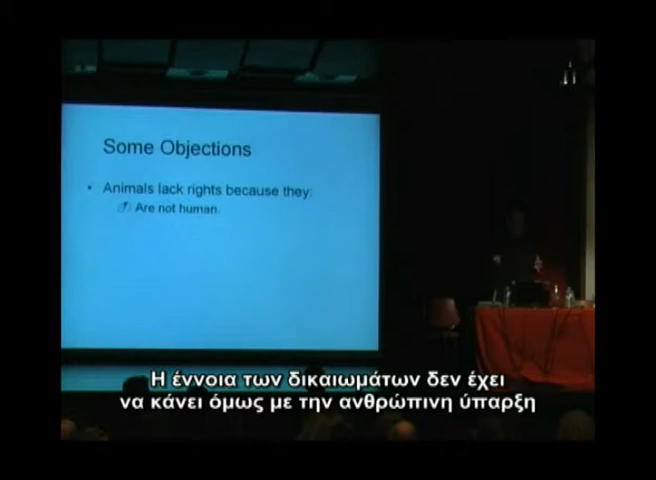 Some Objections
• Animals lack rights because they:
Are not human.
Η έννοια των δικαιωμάτων δεν έχει
να κάνει όμως με την ανθρώπινη ύπαρξη